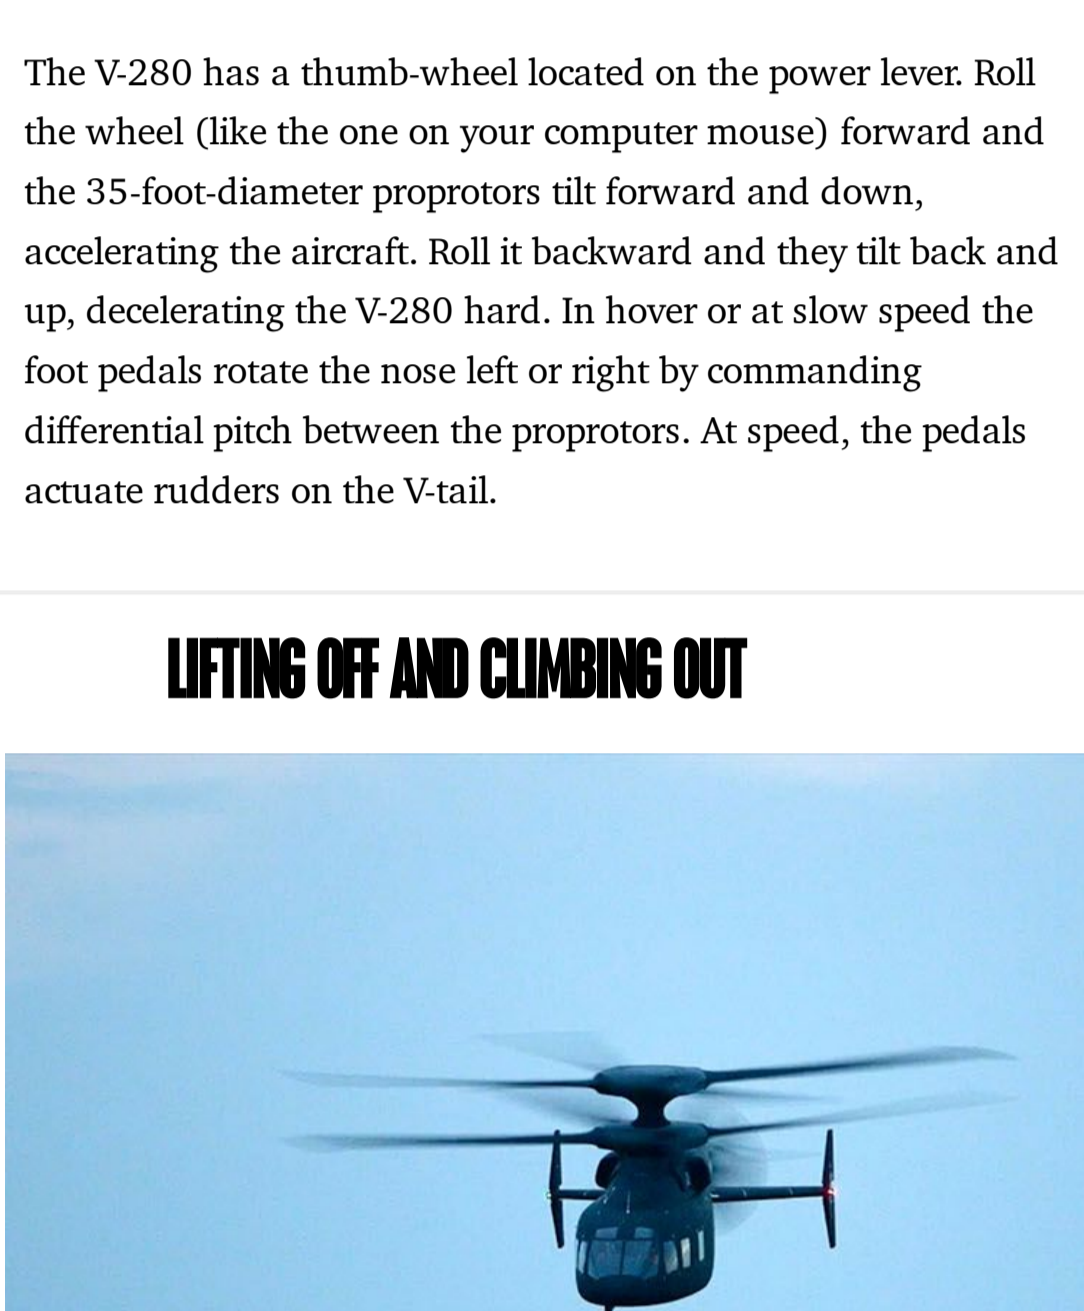 The V-280 has a thumb-wheel located on the power lever. Roll
the wheel (like the one on your computer mouse) forward and
the 35-foot-diameter proprotors tilt forward and down,
accelerating the aircraft. Roll it backward and they tilt back and
up, decelerating the V-280 hard. In hover or at slow speed the
foot pedals rotate the nose left or right by commanding
differential pitch between the proprotors. At speed, the pedals
actuate rudders on the V-tail.
LIFTING OFF AND CLIMBING OUT